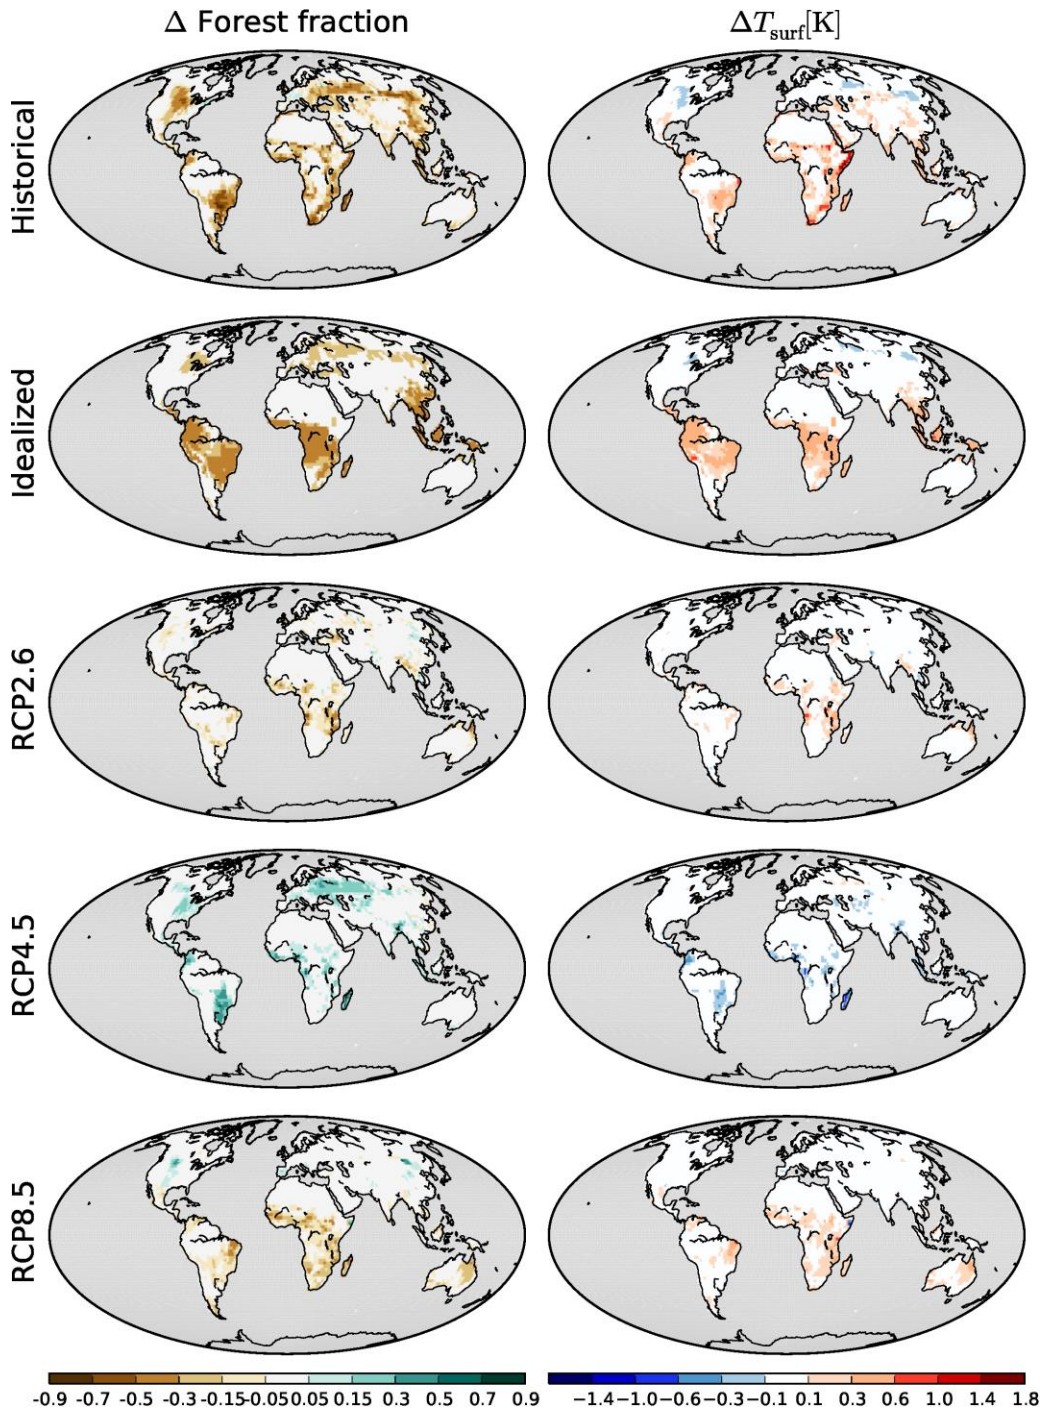 Δ Forest fraction
ΔT_surf[K]
Historical
Idealized
RCP2.6
RCP4.5
RCP8.5
-0.9 -0.7 -0.5 -0.3 -0.15 -0.05 0.05 0.15 0.3 0.5 0.7 0.9
−1.4 −1.0 −0.6 −0.3 −0.1 0.1 0.3 0.6 1.0 1.4 1.8